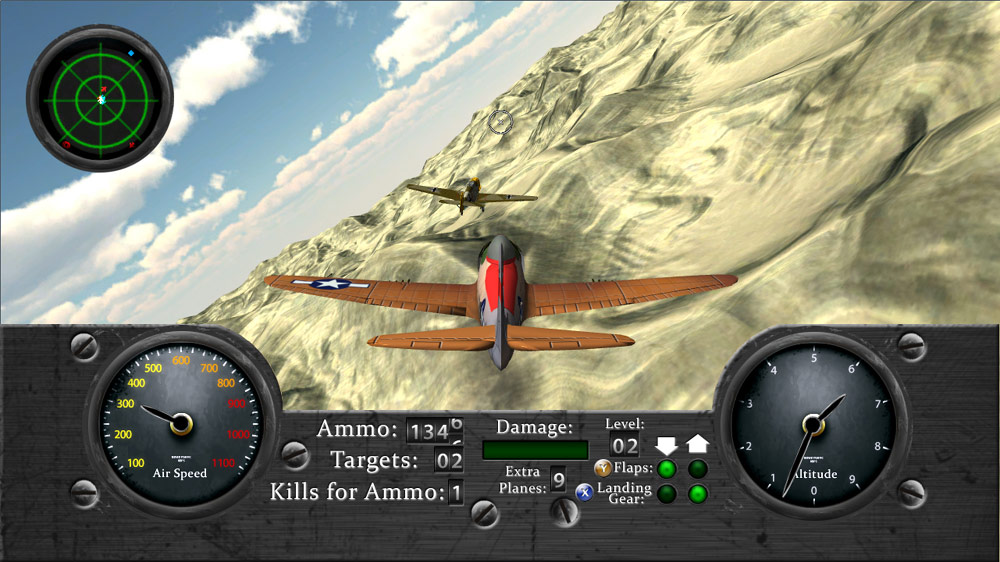 100
200
300
400
500
600
700
800
900
1000
1100
Air Speed
Ammo: 134
Targets: 02
Kills for Ammo: 1
Damage:
Extra
Planes: 9
Level:
02
Y Flaps:
X Landing
Gear:
0
1
2
3
4
5
6
7
8
9
Altitude